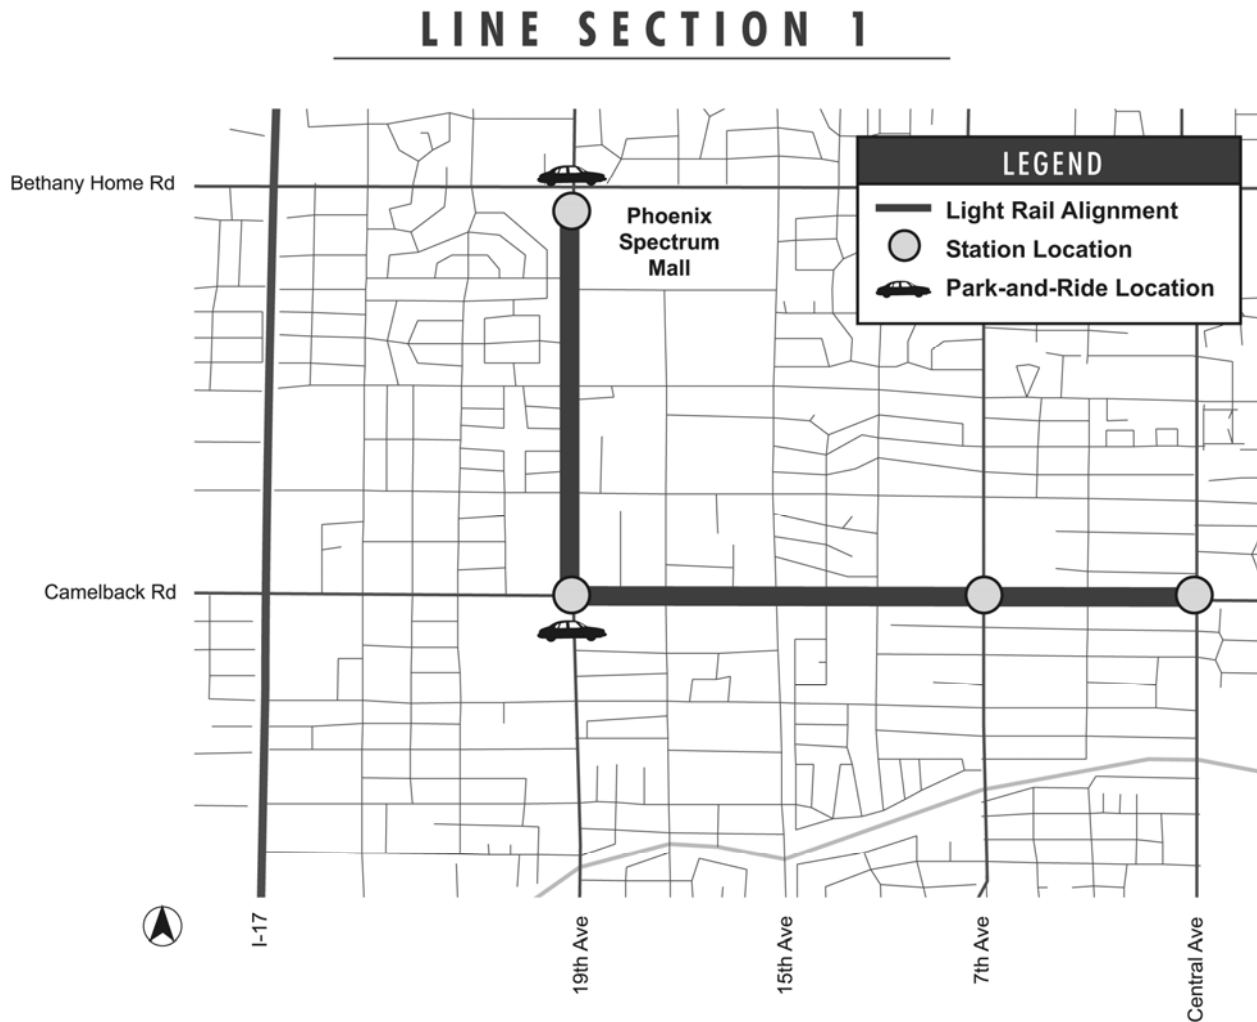 LINE SECTION 1
Bethany Home Rd
Phoenix
Spectrum
Mall
LEGEND
Light Rail Alignment
Station Location
Park-and-Ride Location
Camelback Rd
I-17
19th Ave
15th Ave
7th Ave
Central Ave